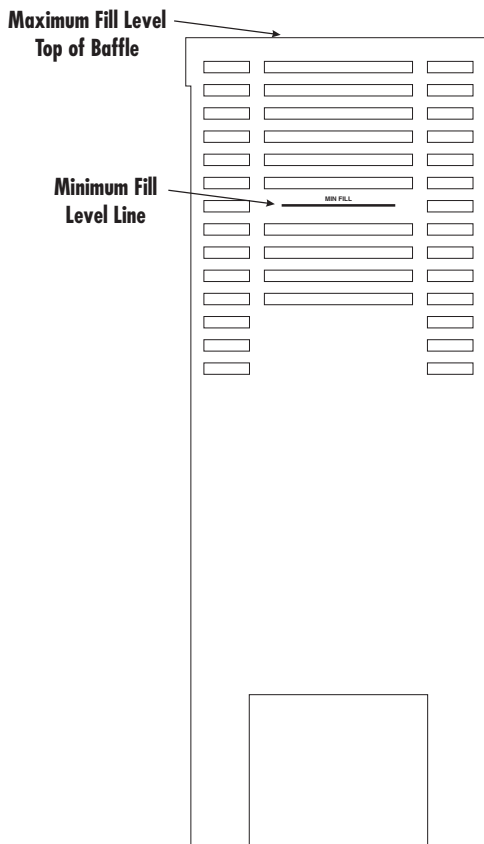 Maximum Fill Level
Top of Baffle
Minimum Fill
Level Line
MIN FILL